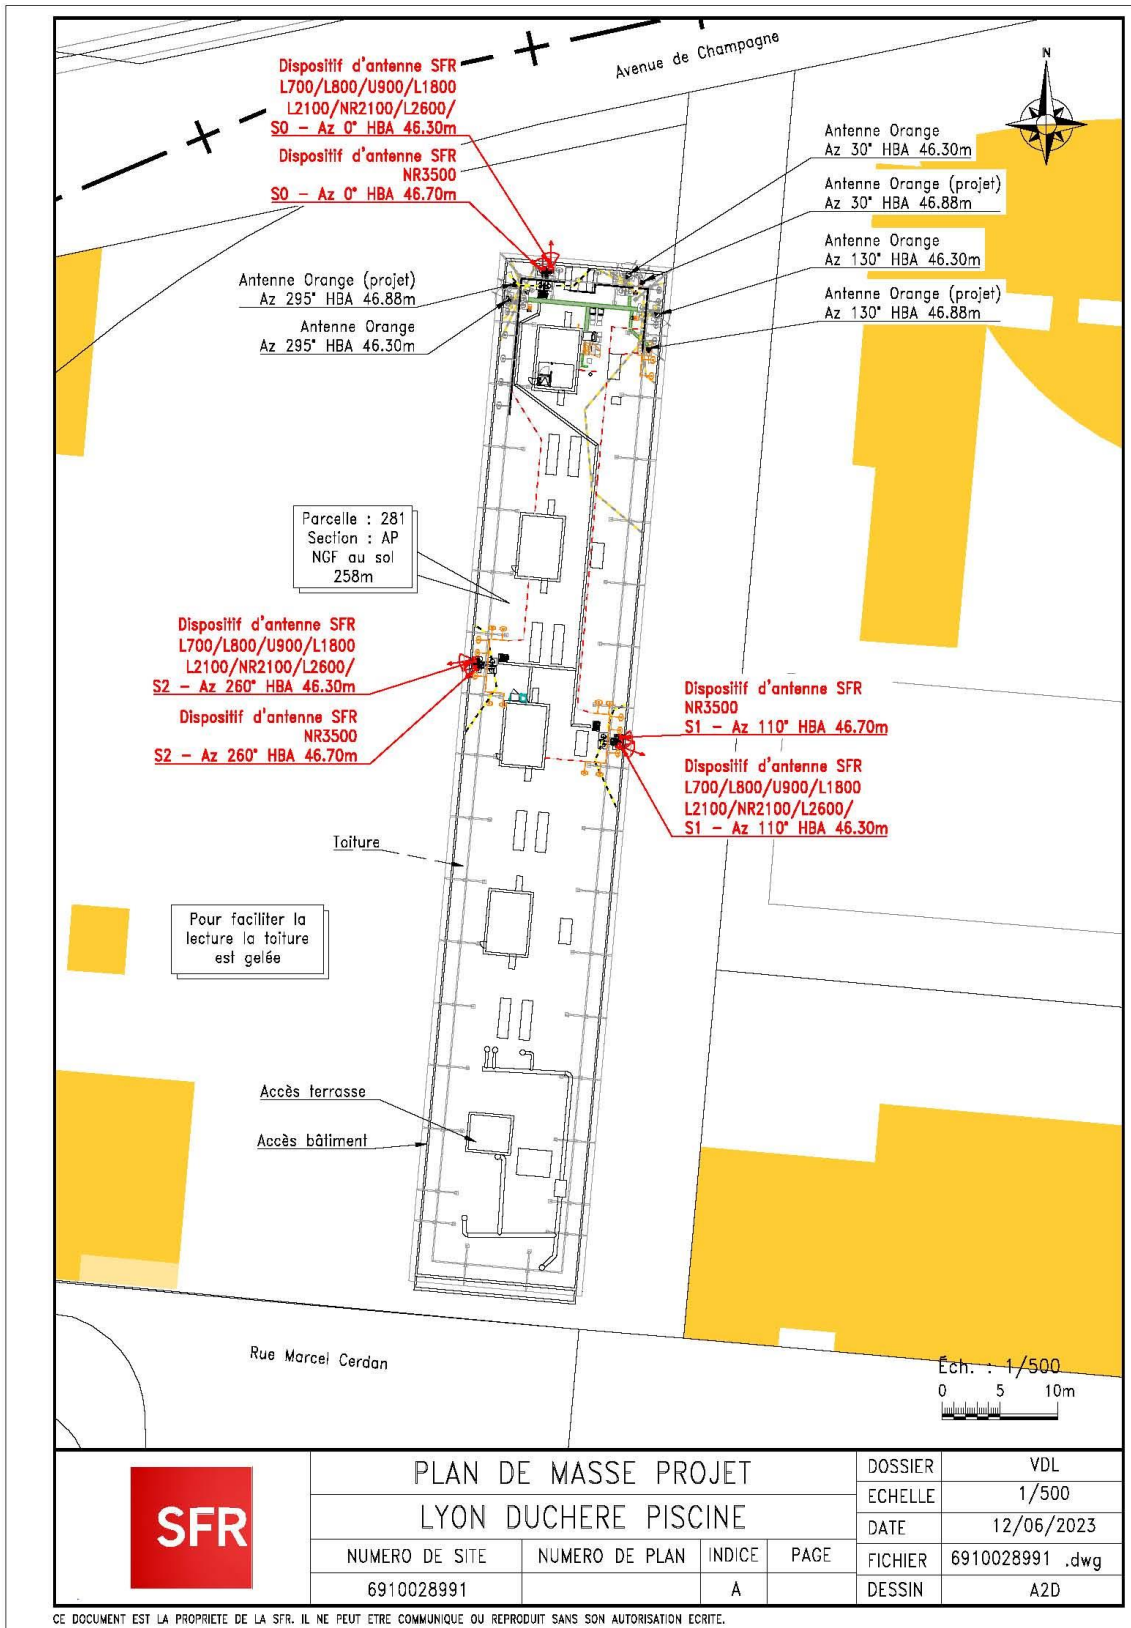 Avenue de Champagne
N
Dispositif d'antenne SFR
L700/L800/U900/L1800
L2100/NR2100/L2600/
S0 - Az 0° HBA 46.30m
Dispositif d'antenne SFR
NR3500
S0 - Az 0° HBA 46.70m
Antenne Orange
Az 30° HBA 46.30m
Antenne Orange (projet)
Az 30° HBA 46.88m
Antenne Orange
Az 130° HBA 46.30m
Antenne Orange (projet)
Az 130° HBA 46.88m
Antenne Orange (projet)
Az 295° HBA 46.88m
Antenne Orange
Az 295° HBA 46.30m
Parcelle : 281
Section : AP
NGF au sol
258m
Dispositif d'antenne SFR
L700/L800/U900/L1800
L2100/NR2100/L2600/
S2 - Az 260° HBA 46.30m
Dispositif d'antenne SFR
NR3500
S2 - Az 260° HBA 46.70m
Dispositif d'antenne SFR
NR3500
S1 - Az 110° HBA 46.70m
Dispositif d'antenne SFR
L700/L800/U900/L1800
L2100/NR2100/L2600/
S1 - Az 110° HBA 46.30m
Toiture
Pour faciliter la
lecture la toiture
est gelée
Accès terrasse
Accès bâtiment
Rue Marcel Cerdan
Éch. : 1/500
0 5 10m
SFR
PLAN DE MASSE PROJET
LYON DUCHERE PISCINE
NUMERO DE SITE NUMERO DE PLAN INDICE PAGE
6910028991 A
DOSSIER VDL
ECHELLE 1/500
DATE 12/06/2023
FICHIER 6910028991 .dwg
DESSIN A2D
CE DOCUMENT EST LA PROPRIETE DE LA SFR. IL NE PEUT ETRE COMMUNIQUE OU REPRODUIT SANS SON AUTORISATION ECRITE.